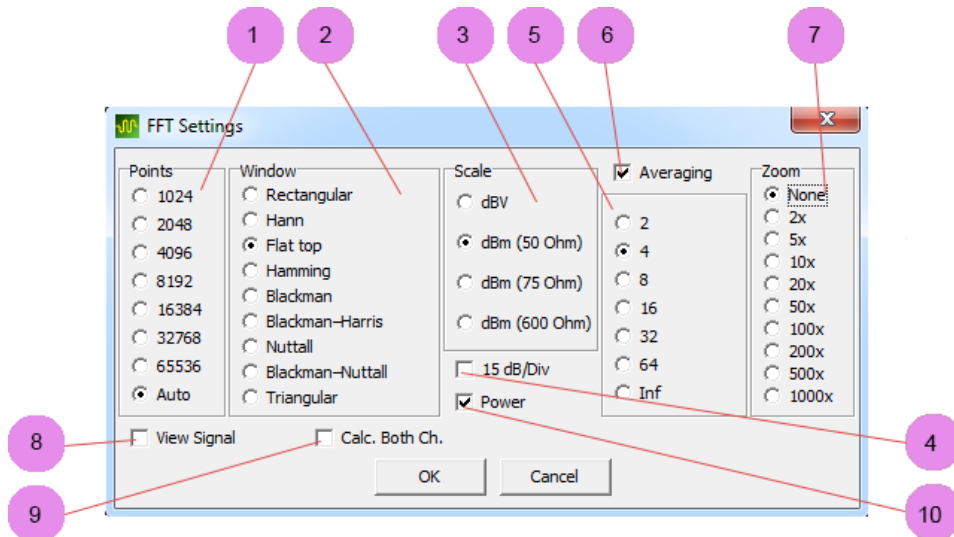 1
2
3
5
6
7
FFT Settings
Points
1024
2048
4096
8192
16384
32768
65536
Auto
Window
Rectangular
Hann
Flat top
Hamming
Blackman
Blackman–Harris
Nuttall
Blackman–Nuttall
Triangular
Scale
dBV
dBm (50 Ohm)
dBm (75 Ohm)
dBm (600 Ohm)
15 dB/Div
Power
Averaging
2
4
8
16
32
64
Inf
Zoom
None
2x
5x
10x
20x
50x
100x
200x
500x
1000x
8
View Signal
Calc. Both Ch.
4
OK
Cancel
9
10